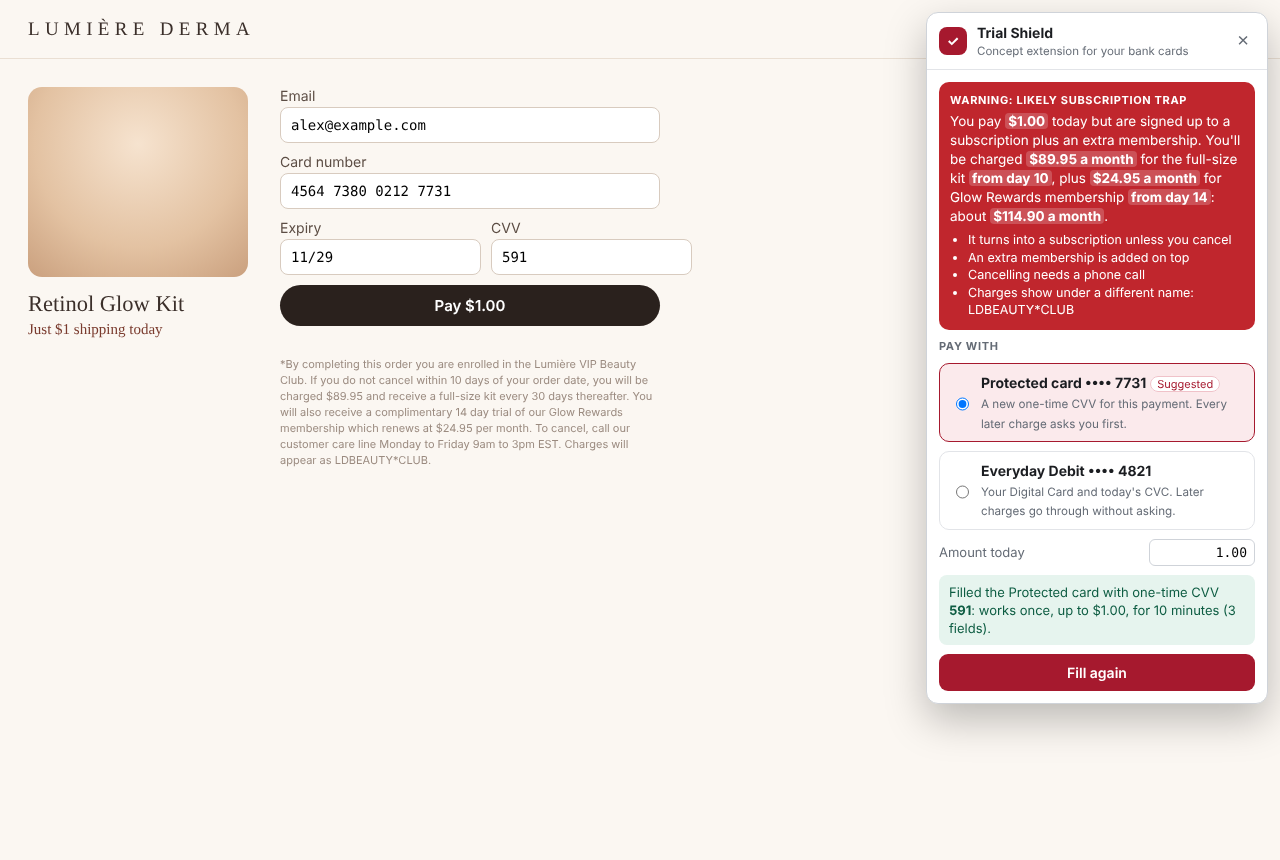 LUMIÈRE DERMA
Retinol Glow Kit
Just $1 shipping today
Email
alex@example.com
Card number
4564 7380 0212 7731
Expiry
CVV
11/29
591
Pay $1.00
*By completing this order you are enrolled in the Lumière VIP Beauty
Club. If you do not cancel within 10 days of your order date, you will be
charged $89.95 and receive a full-size kit every 30 days thereafter. You
will also receive a complimentary 14 day trial of our Glow Rewards
membership which renews at $24.95 per month. To cancel, call our
customer care line Monday to Friday 9am to 3pm EST. Charges will
appear as LDBEAUTY*CLUB.
Trial Shield
Concept extension for your bank cards
✕
WARNING: LIKELY SUBSCRIPTION TRAP
You pay $1.00 today but are signed up to a
subscription plus an extra membership. You'll
be charged $89.95 a month for the full-size
kit from day 10, plus $24.95 a month for
Glow Rewards membership from day 14:
about $114.90 a month.
• It turns into a subscription unless you cancel
• An extra membership is added on top
• Cancelling needs a phone call
• Charges show under a different name:
LDBEAUTY*CLUB
PAY WITH
Protected card •••• 7731 Suggested
A new one-time CVV for this payment. Every
later charge asks you first.
Everyday Debit •••• 4821
Your Digital Card and today's CVC. Later
charges go through without asking.
Amount today
1.00
Filled the Protected card with one-time CVV
591: works once, up to $1.00, for 10 minutes (3
fields).
Fill again